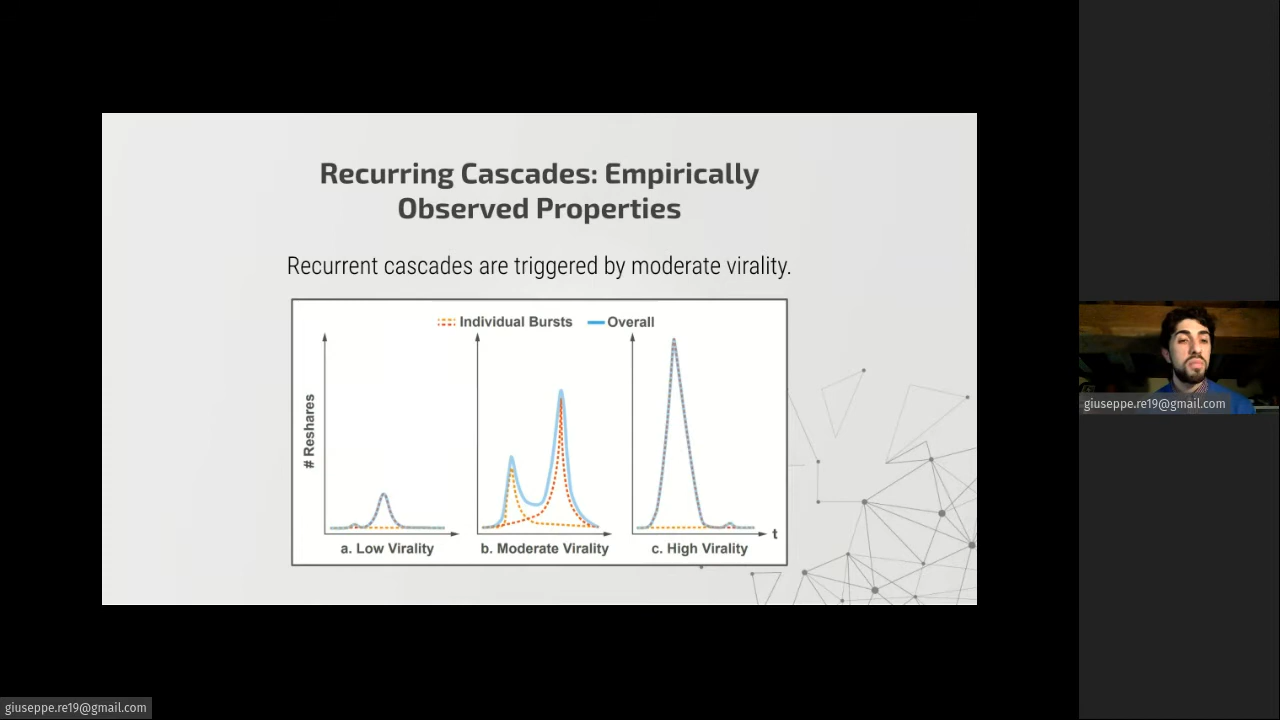 Recurring Cascades: Empirically
Observed Properties
Recurrent cascades are triggered by moderate virality.
Individual Bursts Overall
# Reshares
t
a. Low Virality b. Moderate Virality c. High Virality
giuseppe.re19@gmail.com
giuseppe.re19@gmail.com